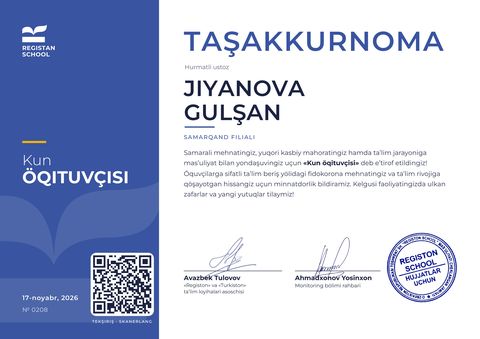 REGISTAN
SCHOOL
Kun
ÖQITUVÇISI
17-noyabr, 2026
№ 0208
TEKŞIRIŞ - SKANERLANG
TAŞAKKURNOMA
Hurmatli ustoz
JIYANOVA
GULŞAN
SAMARQAND FILIALI
Samarali mehnatingiz, yuqori kasbiy mahoratingiz hamda ta'lim jarayoniga
mas'uliyat bilan yondaşuvingiz uçun «Kun öqituvçisi» deb e'tirof etildingiz!
Öquvçilarga sifatli ta'lim beriş yölidagi fidokorona mehnatingiz va ta'lim rivojiga
qöşayotgan hissangiz uçun minnatdorlik bildiramiz. Kelgusi faoliyatingizda ulkan
zafarlar va yangi yutuqlar tilaymiz!
Avazbek Tulovov
«Registon» va «Turkiston»
ta'lim loyihalari asoschisi
Ahmadxonov Yosinxon
Monitoring bölimi rahbari
REGISTON
SCHOOL
HUJJATLAR
UCHUN